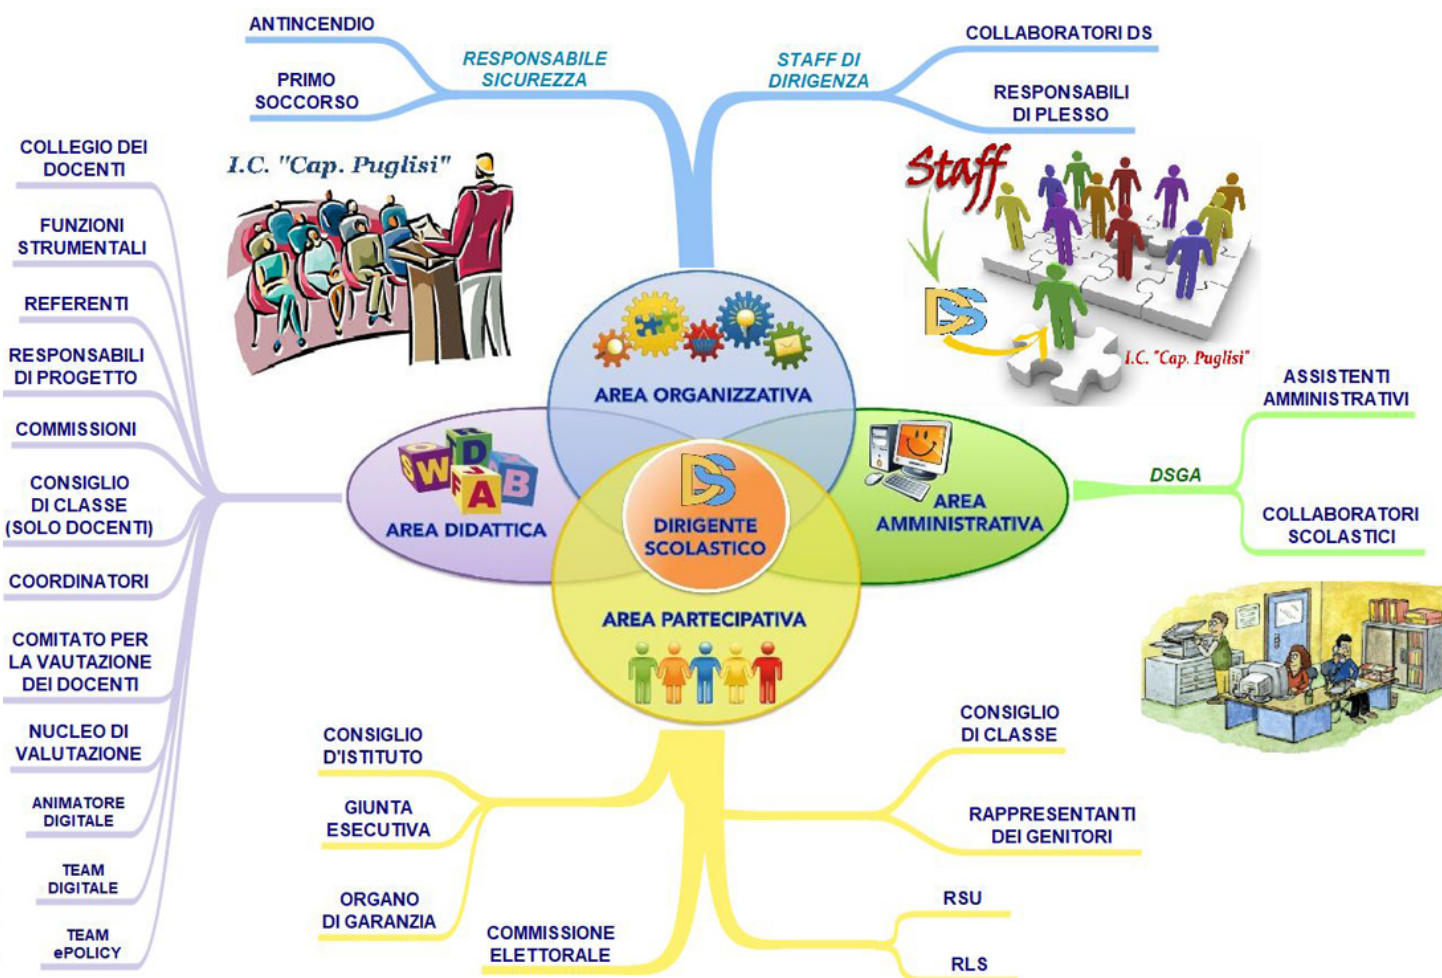 ANTINCENDIO
PRIMO
SOCCORSO
RESPONSABILE
SICUREZZA
STAFF DI
DIRIGENZA
COLLABORATORI DS
RESPONSABILI
DI PLESSO
COLLEGIO DEI
DOCENTI
FUNZIONI
STRUMENTALI
REFERENTI
RESPONSABILI
DI PROGETTO
COMMISSIONI
CONSIGLIO
DI CLASSE
(SOLO DOCENTI)
COORDINATORI
COMITATO PER
LA VAUTAZIONE
DEI DOCENTI
NUCLEO DI
VALUTAZIONE
ANIMATORE
DIGITALE
TEAM
DIGITALE
TEAM
ePOLICY
I.C. "Cap. Puglisi"
Staff
DS
I.C. "Cap. Puglisi"
AREA ORGANIZZATIVA
S W D F A B
AREA DIDATTICA
DS
DIRIGENTE
SCOLASTICO
AREA
AMMINISTRATIVA
AREA PARTECIPATIVA
DSGA
ASSISTENTI
AMMINISTRATIVI
COLLABORATORI
SCOLASTICI
CONSIGLIO
D'ISTITUTO
GIUNTA
ESECUTIVA
ORGANO
DI GARANZIA
COMMISSIONE
ELETTORALE
CONSIGLIO
DI CLASSE
RAPPRESENTANTI
DEI GENITORI
RSU
RLS